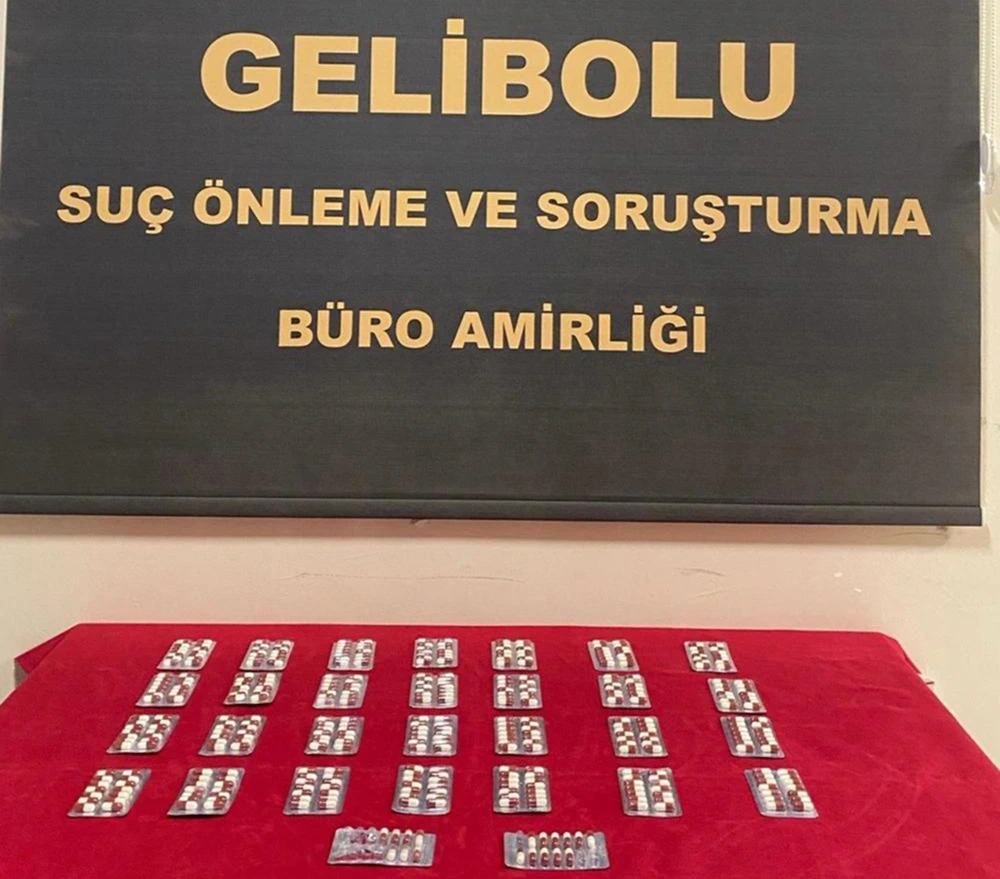 GELİBOLU
SUÇ ÖNLEME VE SORUŞTURMA
BÜRO AMİRLİĞİ